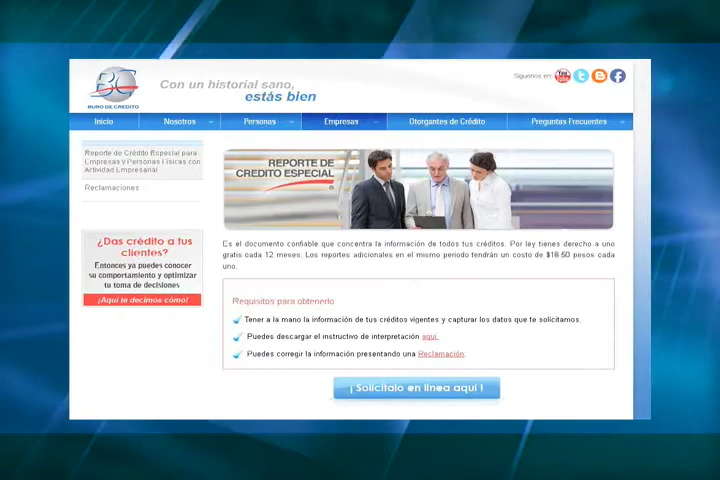 BC
BURO DE CREDITO
Con un historial sano,
estás bien
Síguenos en:
You Tube
Inicio Nosotros Personas Empresas Otorgantes de Crédito Preguntas Frecuentes
Reporte de Crédito Especial para
Empresas y Personas Físicas con
Actividad Empresarial
Reclamaciones
¿Das crédito a tus
clientes?
Entonces ya puedes conocer
su comportamiento y optimizar
tu toma de decisiones
¡Aquí te decimos cómo!
REPORTE DE
CREDITO ESPECIAL
®
Es el documento confiable que concentra la información de todos tus créditos. Por ley tienes derecho a uno
gratis cada 12 meses. Los reportes adicionales en el mismo periodo tendrán un costo de $16.50 pesos cada
uno.
Requisitos para obtenerlo
Tener a la mano la información de tus créditos vigentes y capturar los datos que te solicitamos.
Puedes descargar el instructivo de interpretación aquí.
Puedes corregir la información presentando una Reclamación.
¡ Solicítalo en línea aquí !